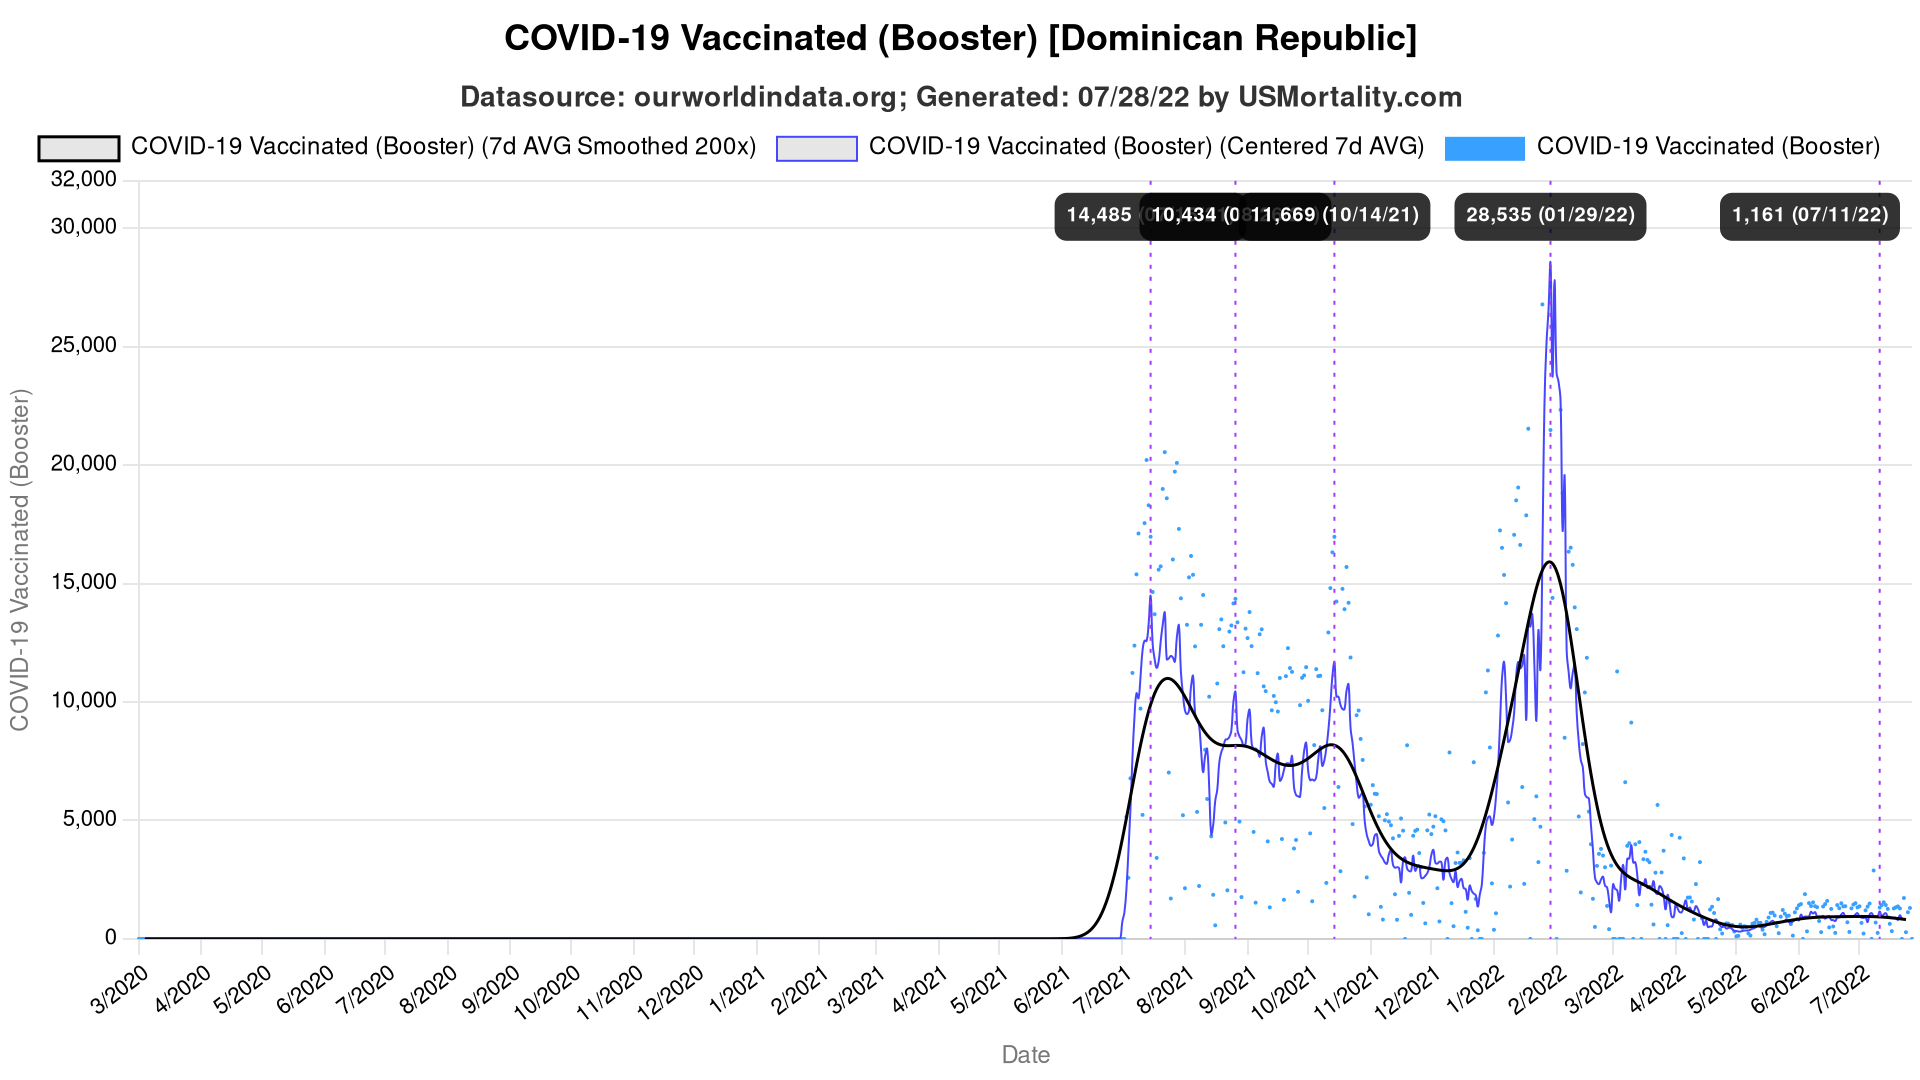 COVID-19 Vaccinated (Booster) [Dominican Republic]
Datasource: ourworldindata.org; Generated: 07/28/22 by USMortality.com
COVID-19 Vaccinated (Booster) (7d AVG Smoothed 200x) COVID-19 Vaccinated (Booster) (Centered 7d AVG) COVID-19 Vaccinated (Booster)
32,000
14,485 10,434 11,669 (10/14/21) 28,535 (01/29/22) 1,161 (07/11/22)
30,000
25,000
20,000
15,000
10,000
5,000
0
COVID-19 Vaccinated (Booster)
3/2020 4/2020 5/2020 6/2020 7/2020 8/2020 9/2020 10/2020 11/2020 12/2020 1/2021 2/2021 3/2021 4/2021 5/2021 6/2021 7/2021 8/2021 9/2021 10/2021 11/2021 12/2021 1/2022 2/2022 3/2022 4/2022 5/2022 6/2022 7/2022
Date